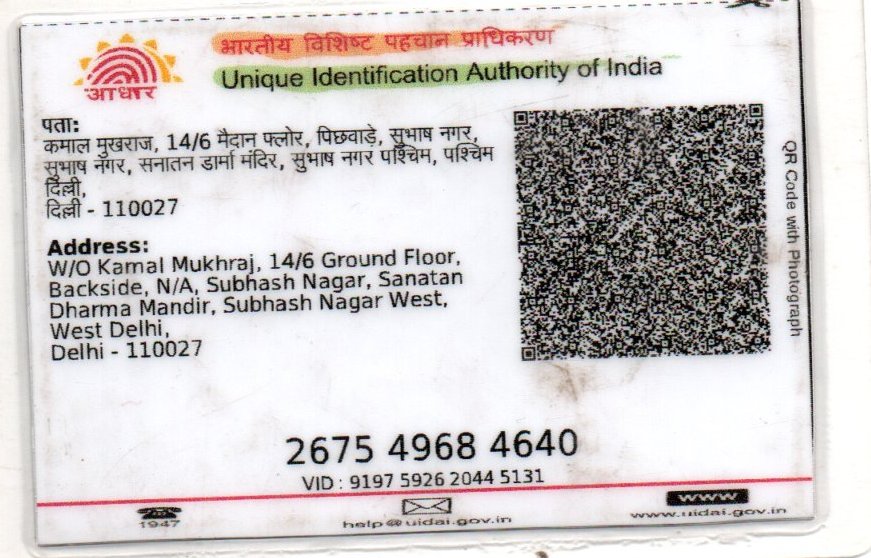 भारतीय विशिष्ट पहचान प्राधिकरण
Unique Identification Authority of India
आधार
पता:
कमाल मुखराज, 14/6 मैदान फ्लोर, पिछवाड़े, सुभाष नगर,
सुभाष नगर, सनातन डार्मा मंदिर, सुभाष नगर पश्चिम, पश्चिम
दिल्ली,
दिल्ली - 110027
Address:
W/O Kamal Mukhraj, 14/6 Ground Floor,
Backside, N/A, Subhash Nagar, Sanatan
Dharma Mandir, Subhash Nagar West,
West Delhi,
Delhi - 110027
QR Code with Photograph
2675 4968 4640
VID : 9197 5926 2044 5131
1947
help@uidai.gov.in
www
www.uidai.gov.in